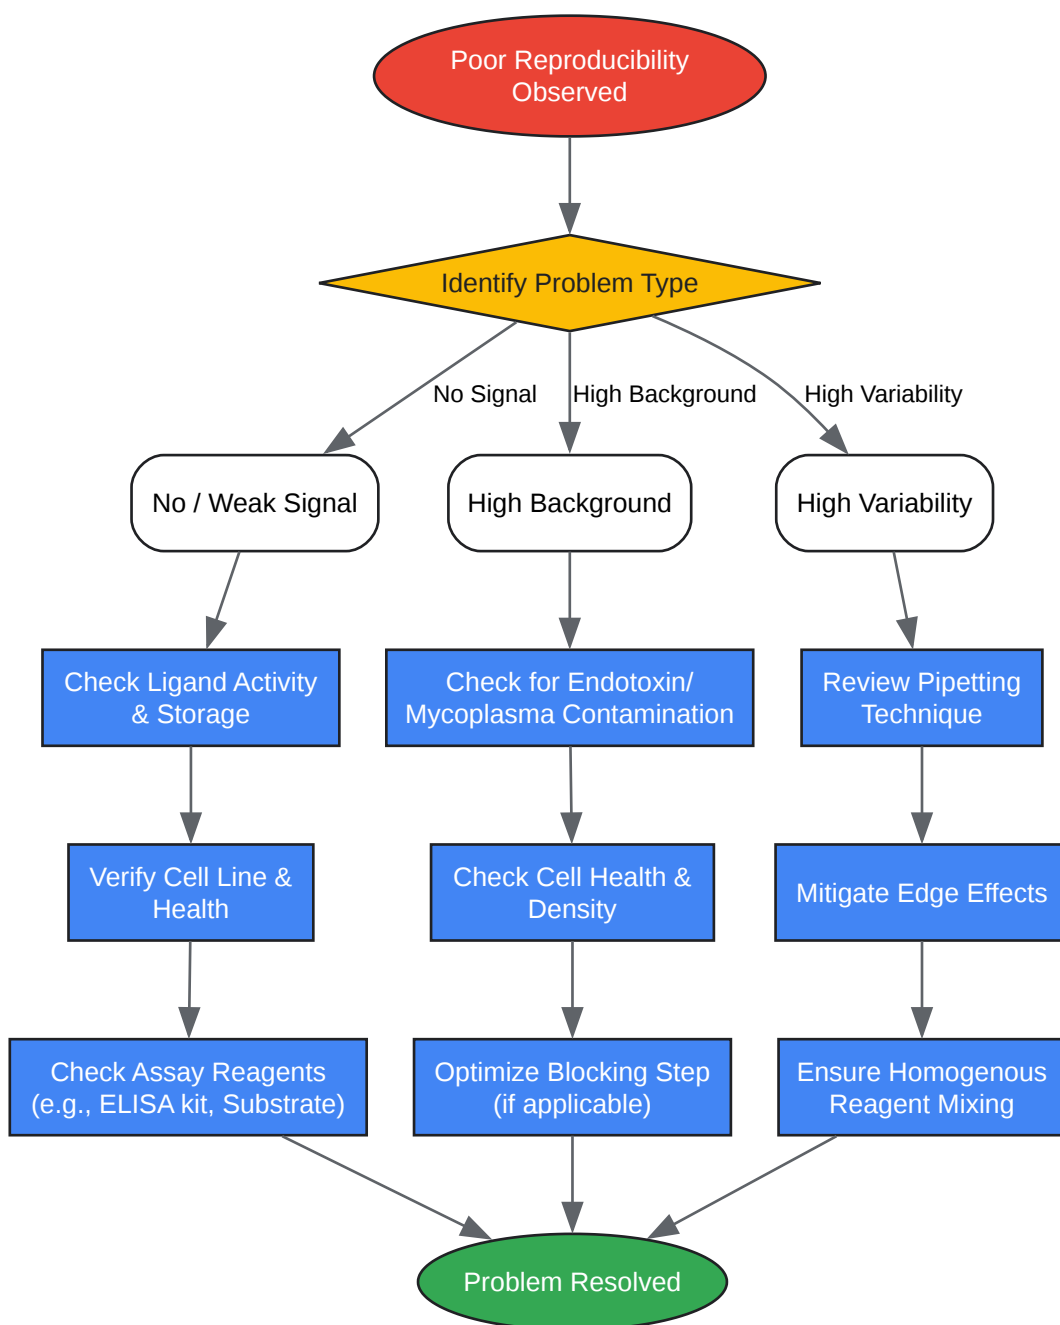 Poor Reproducibility
Observed
Identify Problem Type
No Signal
High Background
High Variability
No / Weak Signal
High Background
High Variability
Check Ligand Activity
& Storage
Check for Endotoxin/
Mycoplasma Contamination
Review Pipetting
Technique
Verify Cell Line &
Health
Check Cell Health &
Density
Mitigate Edge Effects
Check Assay Reagents
(e.g., ELISA kit, Substrate)
Optimize Blocking Step
(if applicable)
Ensure Homogenous
Reagent Mixing
Problem Resolved